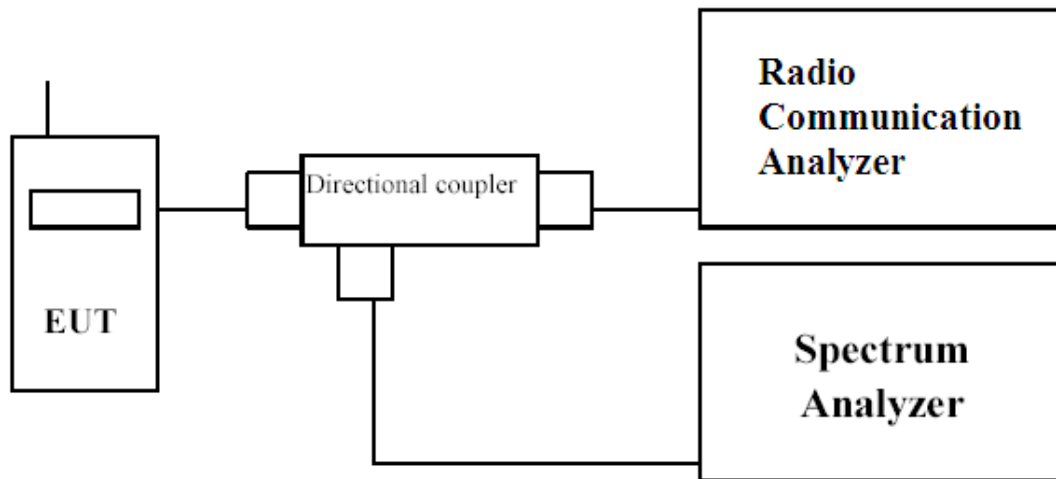 Radio
Communication
Analyzer
Directional coupler
EUT
Spectrum
Analyzer